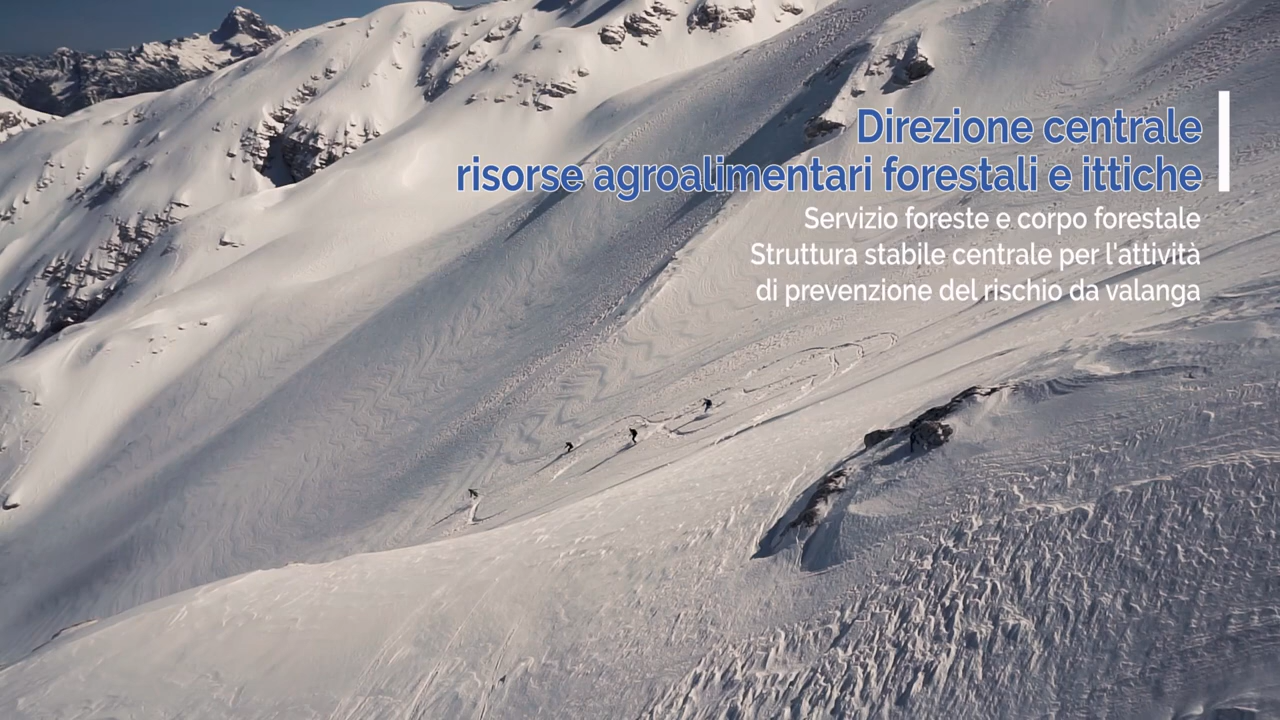 Direzione centrale
risorse agroalimentari forestali e ittiche
Servizio foreste e corpo forestale
Struttura stabile centrale per l'attività
di prevenzione del rischio da valanga